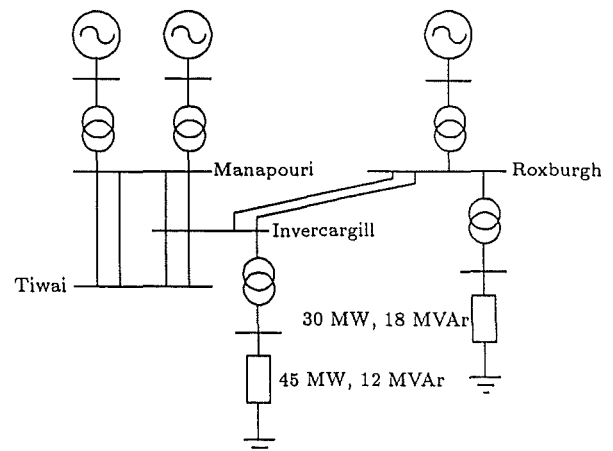 Manapouri
Roxburgh
Invercargill
Tiwai
30 MW, 18 MVAr
45 MW, 12 MVAr